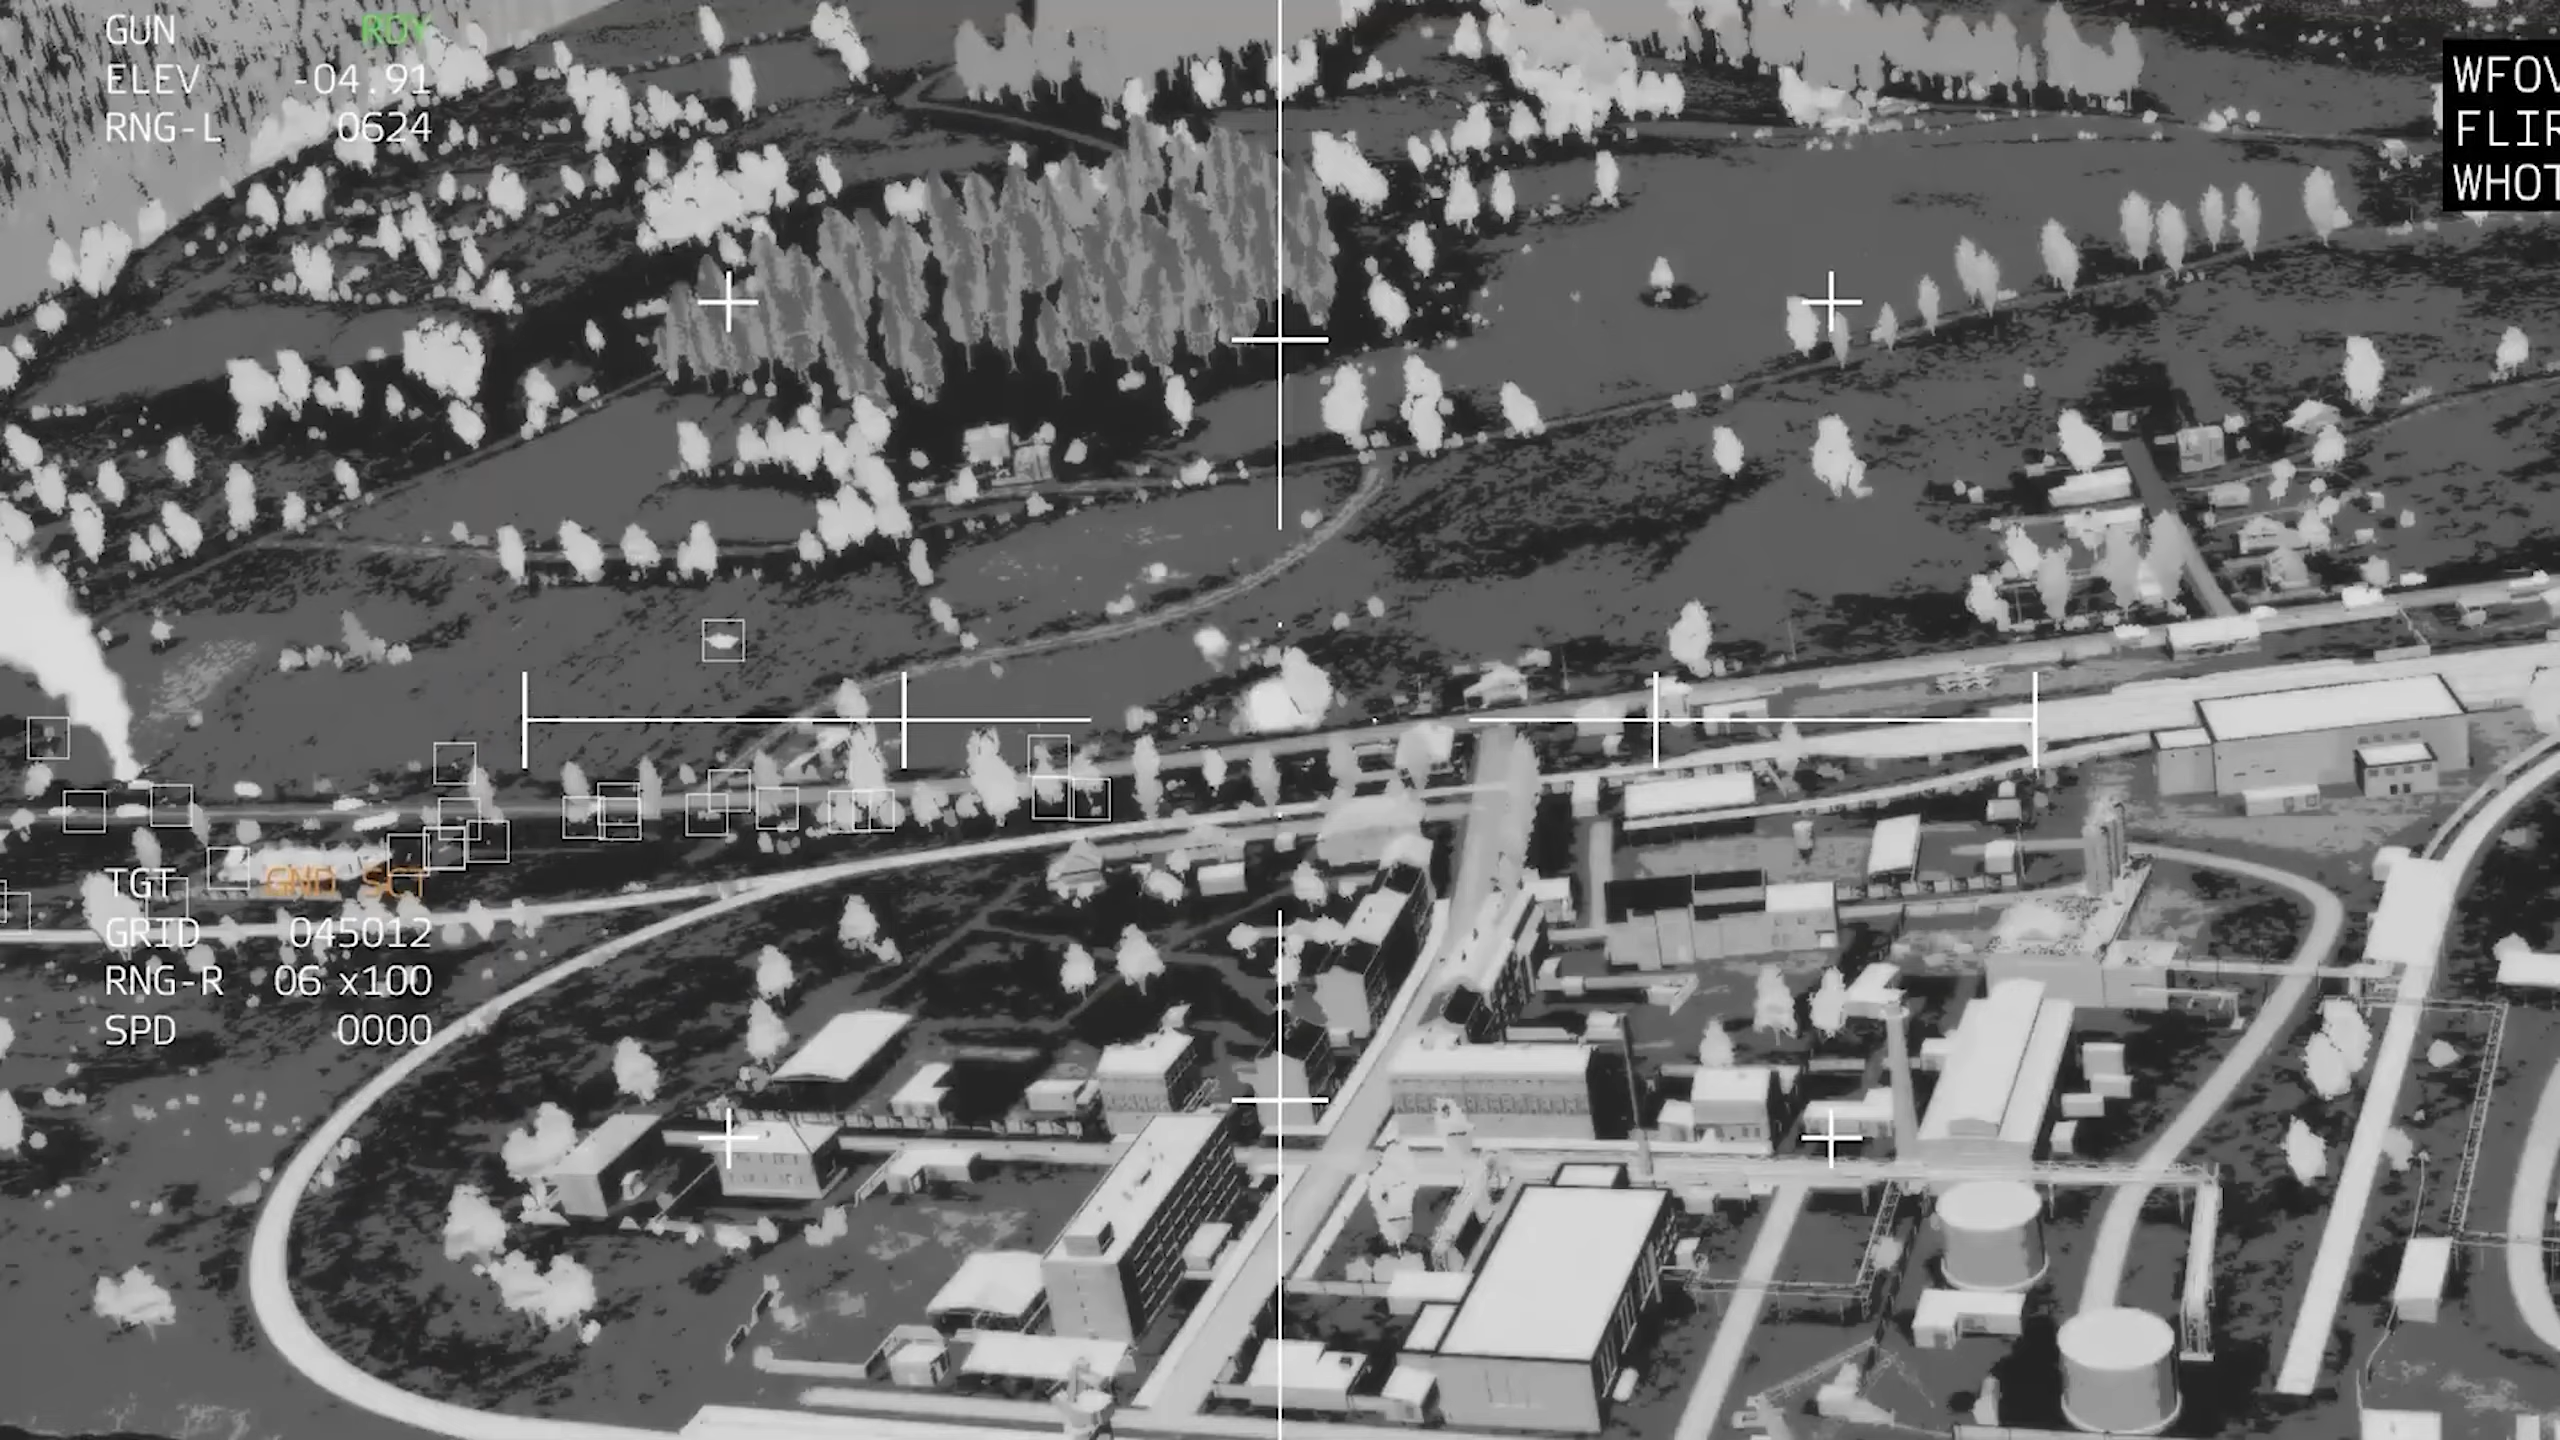 GUN RDY
ELEV -04.91
RNG-L 0624
WFOV
FLIR
WHOT
TGT GND SCT
GRID 045012
RNG-R 06 x100
SPD 0000